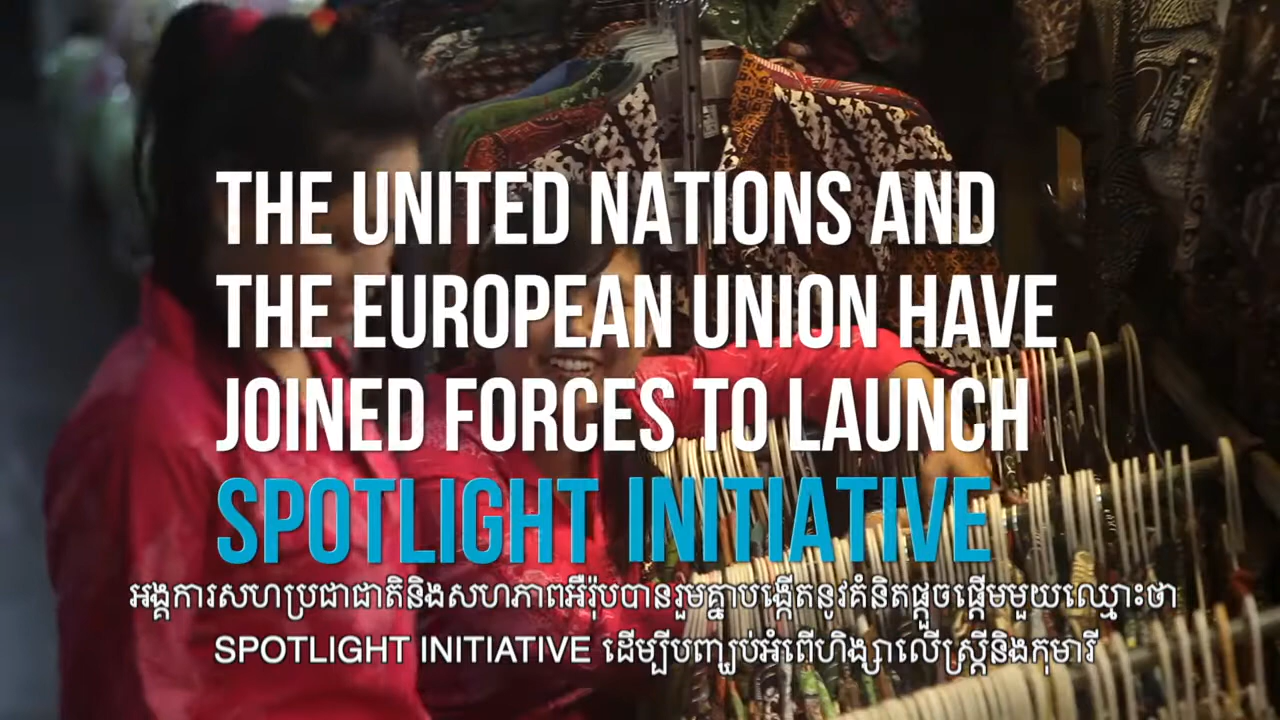 THE UNITED NATIONS AND
THE EUROPEAN UNION HAVE
JOINED FORCES TO LAUNCH
SPOTLIGHT INITIATIVE
អង្គការសហប្រជាជាតិនិងសហភាពអឺរ៉ុបបានរួមគ្នាបង្កើតនូវគំនិតផ្តួចផ្តើមមួយឈ្មោះថា
SPOTLIGHT INITIATIVE ដើម្បីបញ្ឈប់អំពើហិង្សាលើស្ត្រីនិងកុមារី